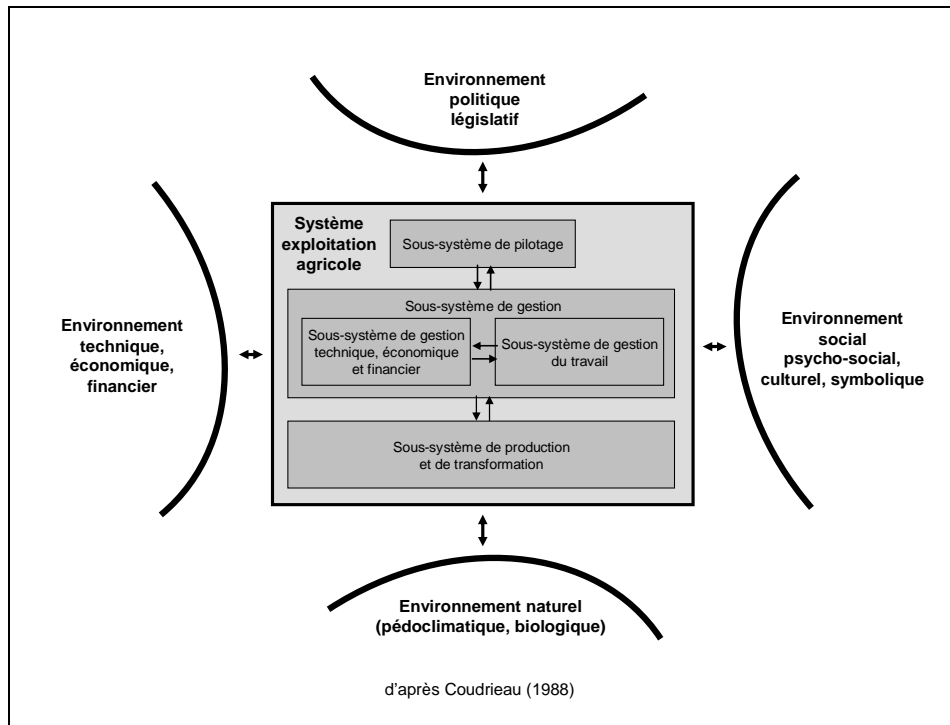 Environnement
politique
législatif
Système
exploitation
agricole
Sous-système de pilotage
Sous-système de gestion
Sous-système de gestion
technique, économique
et financier
Sous-système de gestion
du travail
Sous-système de production
et de transformation
Environnement
technique,
économique,
financier
Environnement
social
psycho-social,
culturel, symbolique
Environnement naturel
(pédoclimatique, biologique)
d'après Coudrieau (1988)